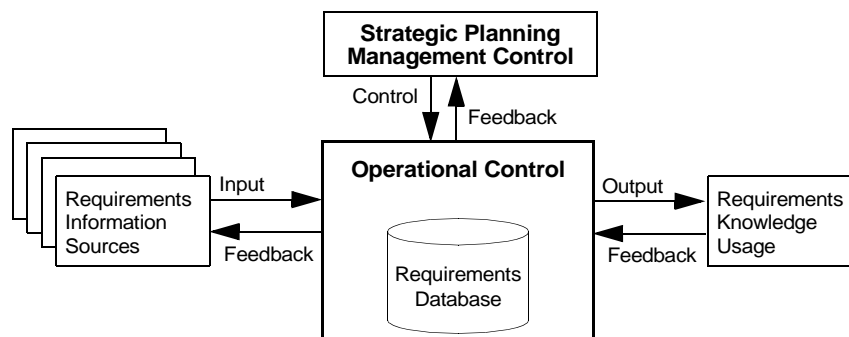 Strategic Planning
Management Control
Control
Feedback
Operational Control
Requirements
Information
Sources
Input
Feedback
Requirements
Database
Output
Feedback
Requirements
Knowledge
Usage